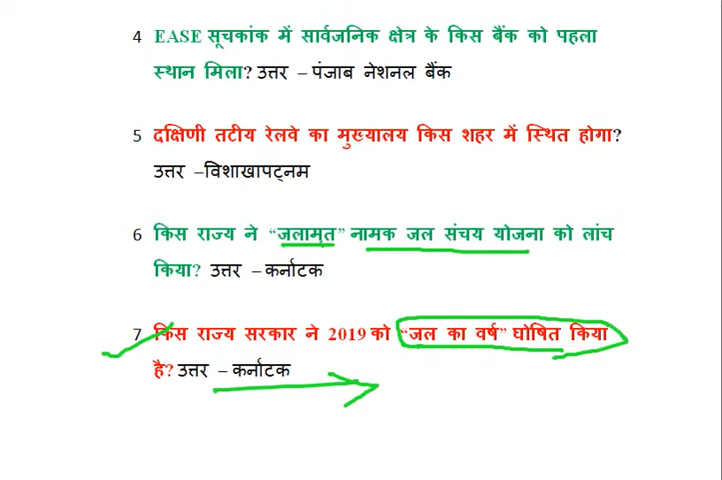 4 EASE सूचकांक में सार्वजनिक क्षेत्र के किस बैंक को पहला
स्थान मिला? उत्तर – पंजाब नेशनल बैंक
5 दक्षिणी तटीय रेलवे का मुख्यालय किस शहर में स्थित होगा?
उत्तर –विशाखापट्नम
6 किस राज्य ने “जलामृत” नामक जल संचय योजना को लांच
किया? उत्तर – कर्नाटक
7 किस राज्य सरकार ने 2019 को “जल का वर्ष” घोषित किया
है? उत्तर – कर्नाटक